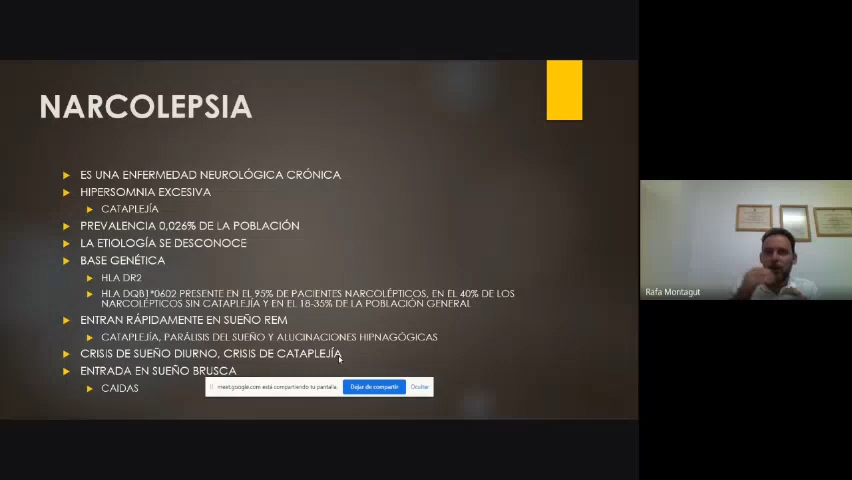 NARCOLEPSIA
ES UNA ENFERMEDAD NEUROLÓGICA CRÓNICA
HIPERSOMNIA EXCESIVA
CATAPLEJÍA
PREVALENCIA 0,026% DE LA POBLACIÓN
LA ETIOLOGÍA SE DESCONOCE
BASE GENÉTICA
HLA DR2
HLA DQB1*0602 PRESENTE EN EL 95% DE PACIENTES NARCOLÉPTICOS, EN EL 40% DE LOS
NARCOLÉPTICOS SIN CATAPLEJÍA Y EN EL 18-35% DE LA POBLACIÓN GENERAL
ENTRAN RÁPIDAMENTE EN SUEÑO REM
CATAPLEJÍA, PARÁLISIS DEL SUEÑO Y ALUCINACIONES HIPNAGÓGICAS
CRISIS DE SUEÑO DIURNO, CRISIS DE CATAPLEJÍA
ENTRADA EN SUEÑO BRUSCA
CAIDAS
meet.google.com está compartiendo tu pantalla.
Dejar de compartir
Ocultar
Rafa Montagut